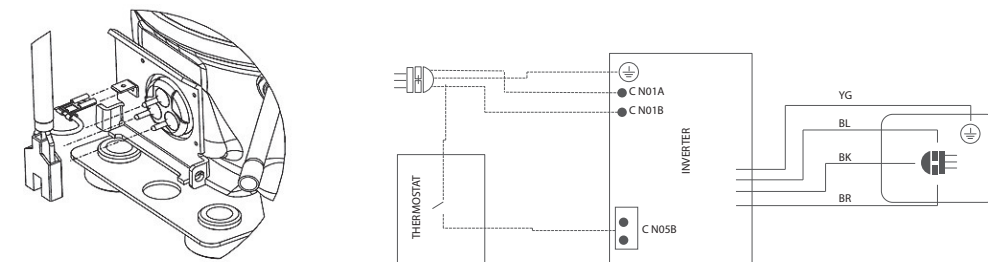 YG
C N01A
C N01B
BL
BK
INVERTER
BR
THERMOSTAT
C N05B